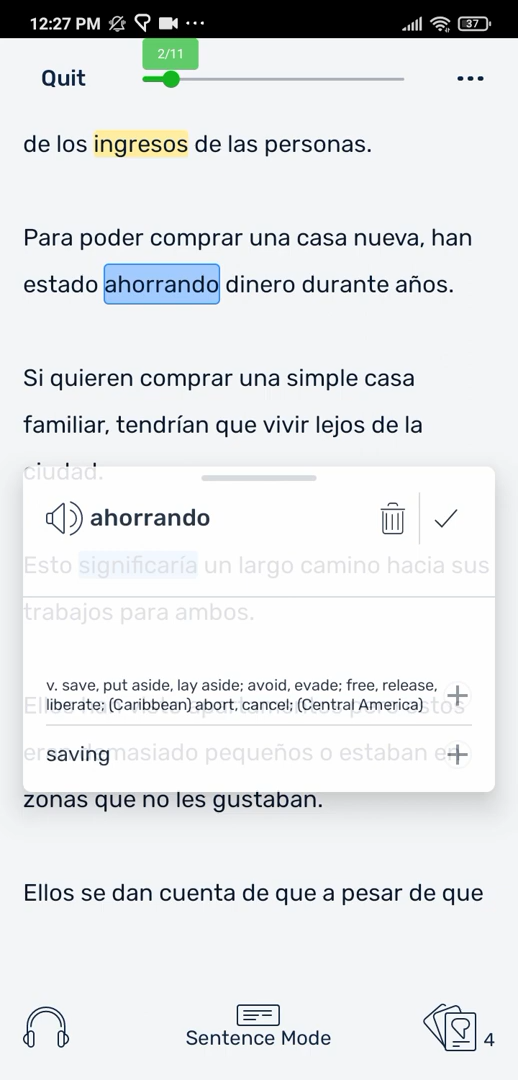 12:27 PM
37
2/11
Quit
de los ingresos de las personas.
Para poder comprar una casa nueva, han
estado ahorrando dinero durante años.
Si quieren comprar una simple casa
familiar, tendrían que vivir lejos de la
ciudad.
ahorrando
Esto significaría un largo camino hacia sus
trabajos para ambos.
v. save, put aside, lay aside; avoid, evade; free, release,
liberate; (Caribbean) abort, cancel; (Central America)
saving
zonas que no les gustaban.
Ellos se dan cuenta de que a pesar de que
Sentence Mode
4